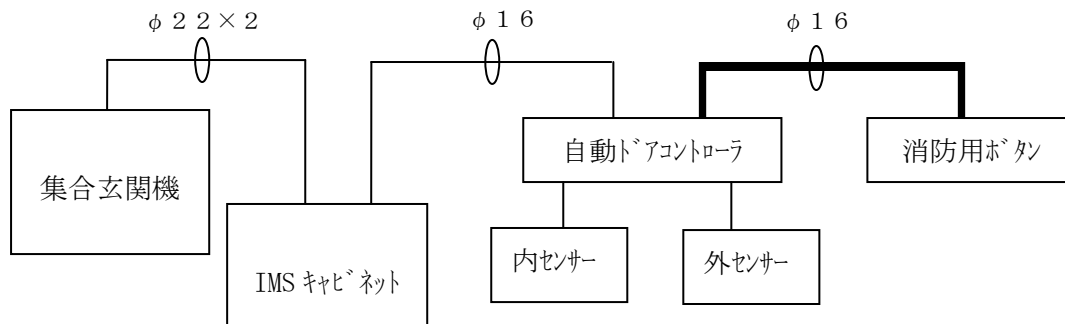 φ２２×２
φ１６
φ１６
集合玄関機
自動ﾄﾞｱｺﾝﾄﾛｰﾗ
消防用ﾎﾞﾀﾝ
IMS ｷｬﾋﾞﾈｯﾄ
内ｾﾝｻｰ
外ｾﾝｻｰ